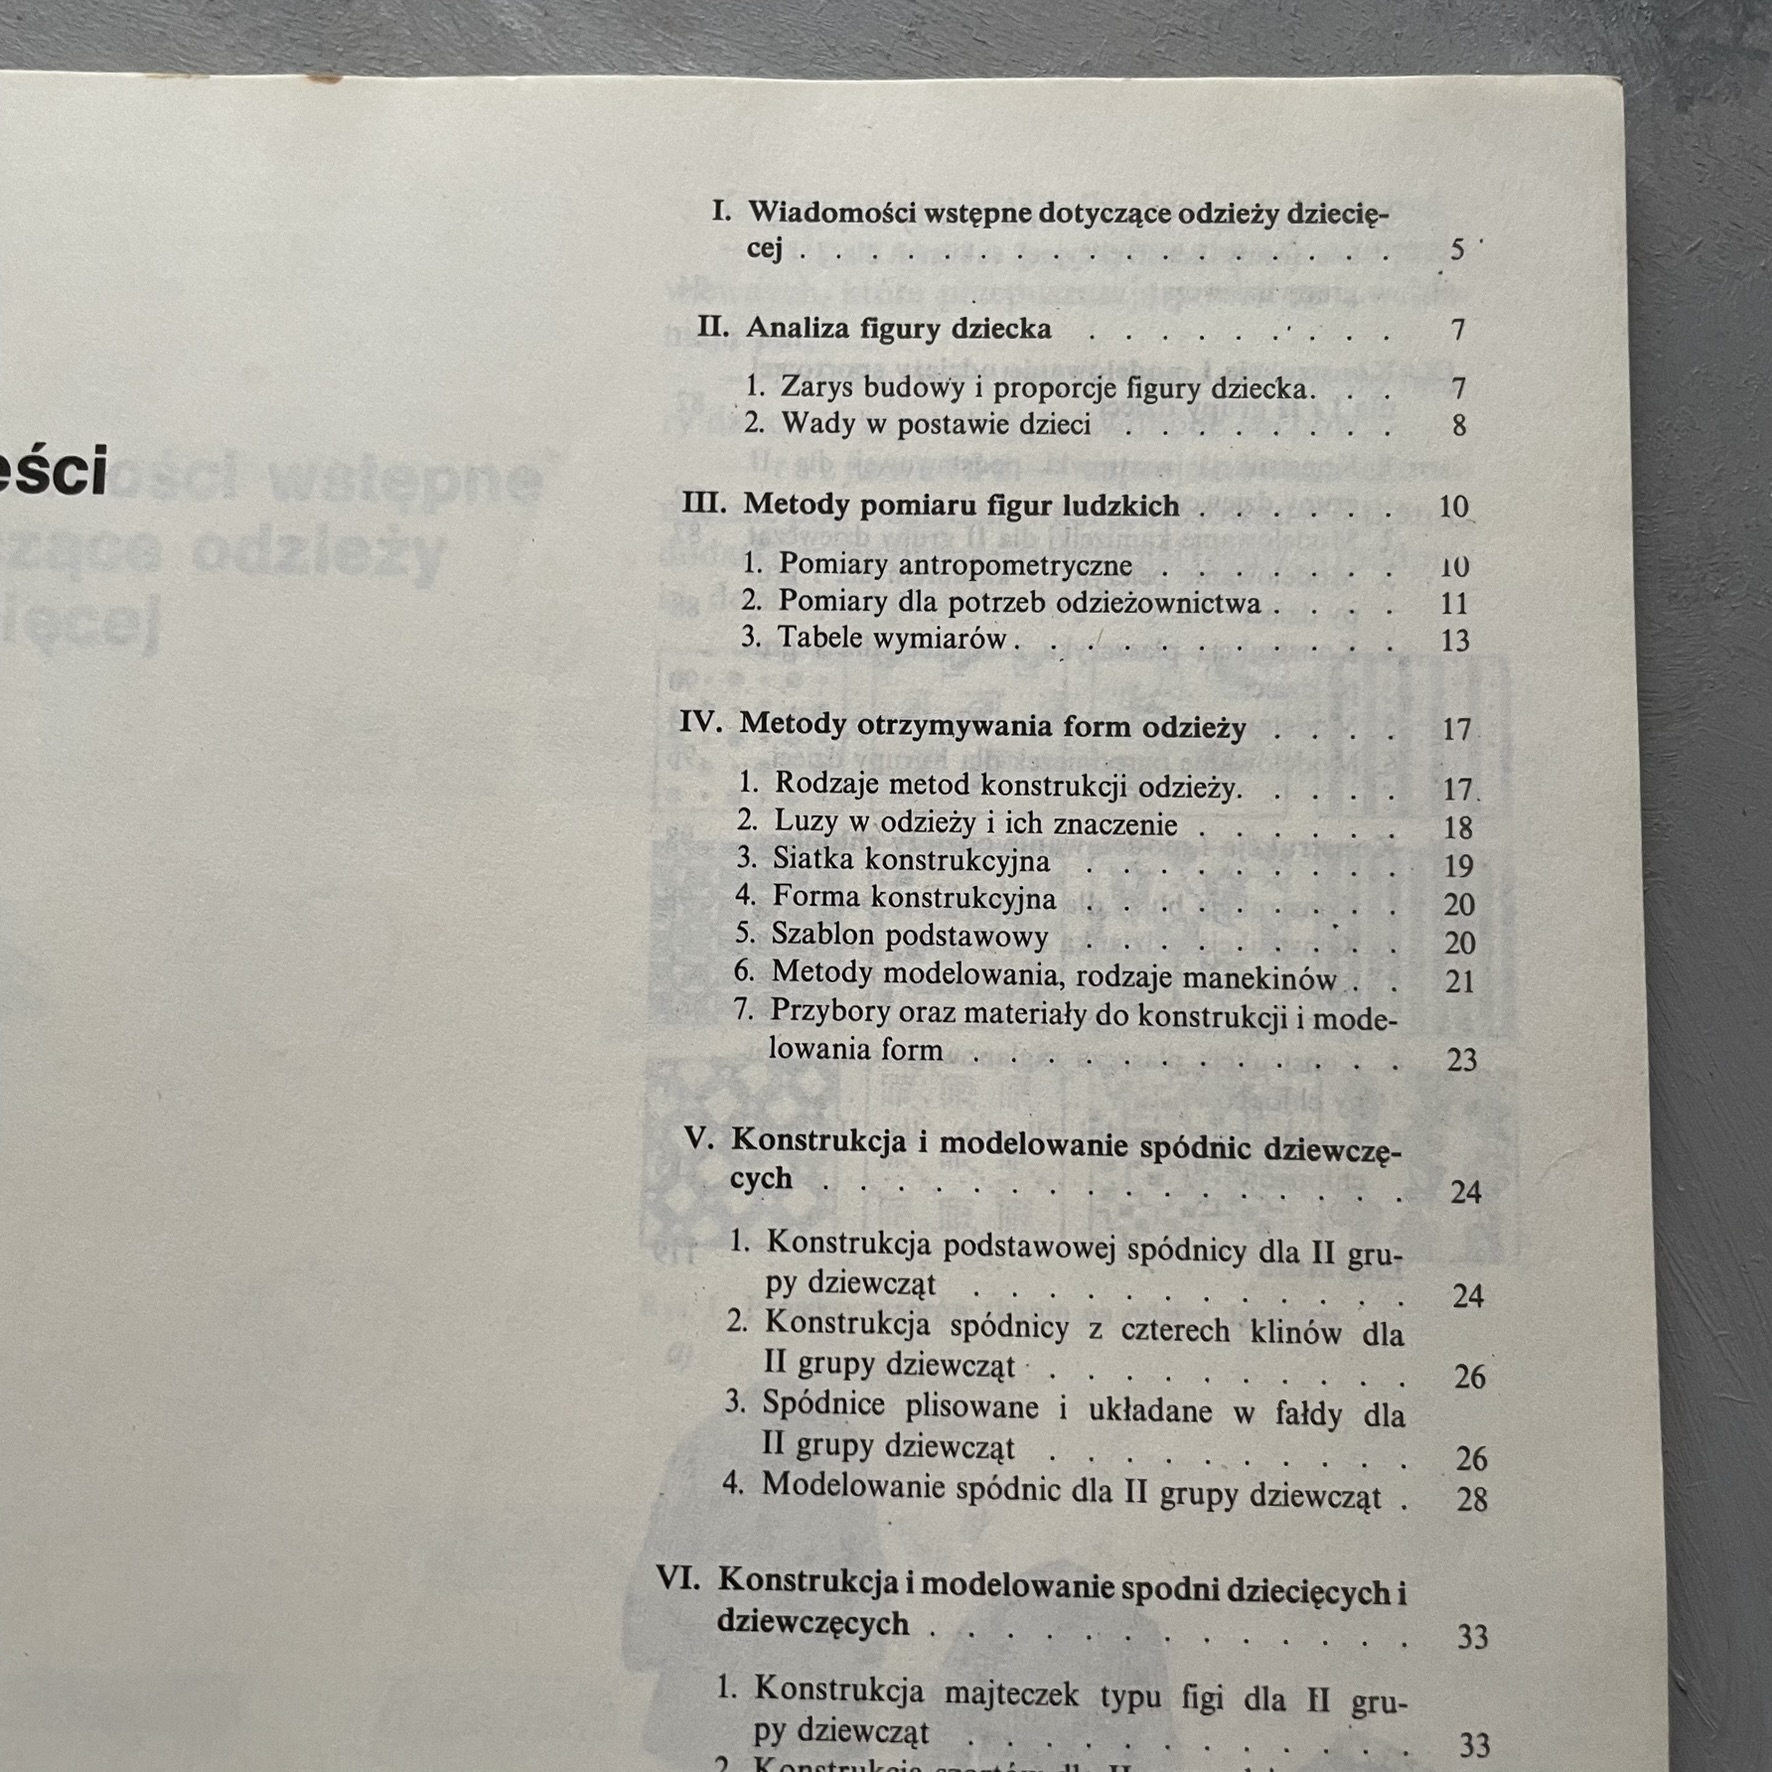 eści
I. Wiadomości wstępne dotyczące odzieży dziecię-
cej . . . . . . . . . . . . . . . . . 5
II. Analiza figury dziecka . . . . . . . . . 7
1. Zarys budowy i proporcje figury dziecka. . . 7
2. Wady w postawie dzieci . . . . . . . . 8
III. Metody pomiaru figur ludzkich . . . . . . 10
1. Pomiary antropometryczne . . . . . . . 10
2. Pomiary dla potrzeb odzieżownictwa . . . . 11
3. Tabele wymiarów . . . . . . . . . . . 13
IV. Metody otrzymywania form odzieży . . . . 17
1. Rodzaje metod konstrukcji odzieży. . . . . 17
2. Luzy w odzieży i ich znaczenie . . . . . . 18
3. Siatka konstrukcyjna . . . . . . . . . 19
4. Forma konstrukcyjna . . . . . . . . . 20
5. Szablon podstawowy . . . . . . . . . 20
6. Metody modelowania, rodzaje manekinów . . 21
7. Przybory oraz materiały do konstrukcji i mode-
lowania form . . . . . . . . . . . . 23
V. Konstrukcja i modelowanie spódnic dziewczę-
cych . . . . . . . . . . . . . . . . 24
1. Konstrukcja podstawowej spódnicy dla II gru-
py dziewcząt . . . . . . . . . . . . 24
2. Konstrukcja spódnicy z czterech klinów dla
II grupy dziewcząt . . . . . . . . . . 26
3. Spódnice plisowane i układane w fałdy dla
II grupy dziewcząt . . . . . . . . . . 26
4. Modelowanie spódnic dla II grupy dziewcząt . 28
VI. Konstrukcja i modelowanie spodni dziecięcych i
dziewczęcych . . . . . . . . . . . . . 33
1. Konstrukcja majteczek typu figi dla II gru-
py dziewcząt . . . . . . . . . . . . 33
2. Konstrukcja dla II